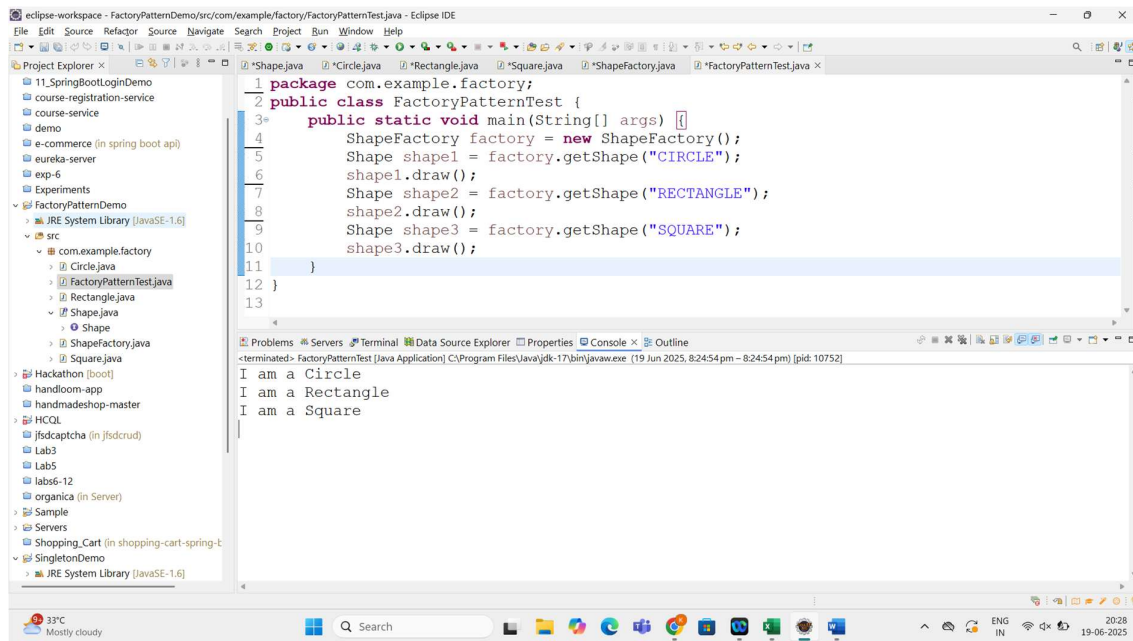 eclipse-workspace - FactoryPatternDemo/src/com/example/factory/FactoryPatternTest.java - Eclipse IDE
File Edit Source Refactor Source Navigate Search Project Run Window Help
Project Explorer
11_SpringBootLoginDemo
course-registration-service
course-service
demo
e-commerce (in spring boot api)
eureka-server
exp-6
Experiments
FactoryPatternDemo
JRE System Library [JavaSE-1.6]
src
com.example.factory
Circle.java
FactoryPatternTest.java
Rectangle.java
Shape.java
Shape
ShapeFactory.java
Square.java
Hackathon [boot]
handloom-app
handmadeshop-master
HCQL
jfsdcaptcha (in jfsdcrud)
Lab3
Lab5
labs6-12
organica (in Server)
Sample
Servers
Shopping_Cart (in shopping-cart-spring-b
SingletonDemo
JRE System Library [JavaSE-1.6]
*Shape.java *Circle.java *Rectangle.java *Square.java *ShapeFactory.java *FactoryPatternTest.java
1 package com.example.factory;
2 public class FactoryPatternTest {
3 public static void main(String[] args) {
4 ShapeFactory factory = new ShapeFactory();
5 Shape shape1 = factory.getShape("CIRCLE");
6 shape1.draw();
7 Shape shape2 = factory.getShape("RECTANGLE");
8 shape2.draw();
9 Shape shape3 = factory.getShape("SQUARE");
10 shape3.draw();
11 }
12 }
13
Problems Servers Terminal Data Source Explorer Properties Console Outline
<terminated> FactoryPatternTest [Java Application] C:\Program Files\Java\jdk-17\bin\javaw.exe (19 Jun 2025, 8:24:54 pm – 8:24:54 pm) [pid: 10752]
I am a Circle
I am a Rectangle
I am a Square
33°C
Mostly cloudy
Search
ENG
IN
20:28
19-06-2025